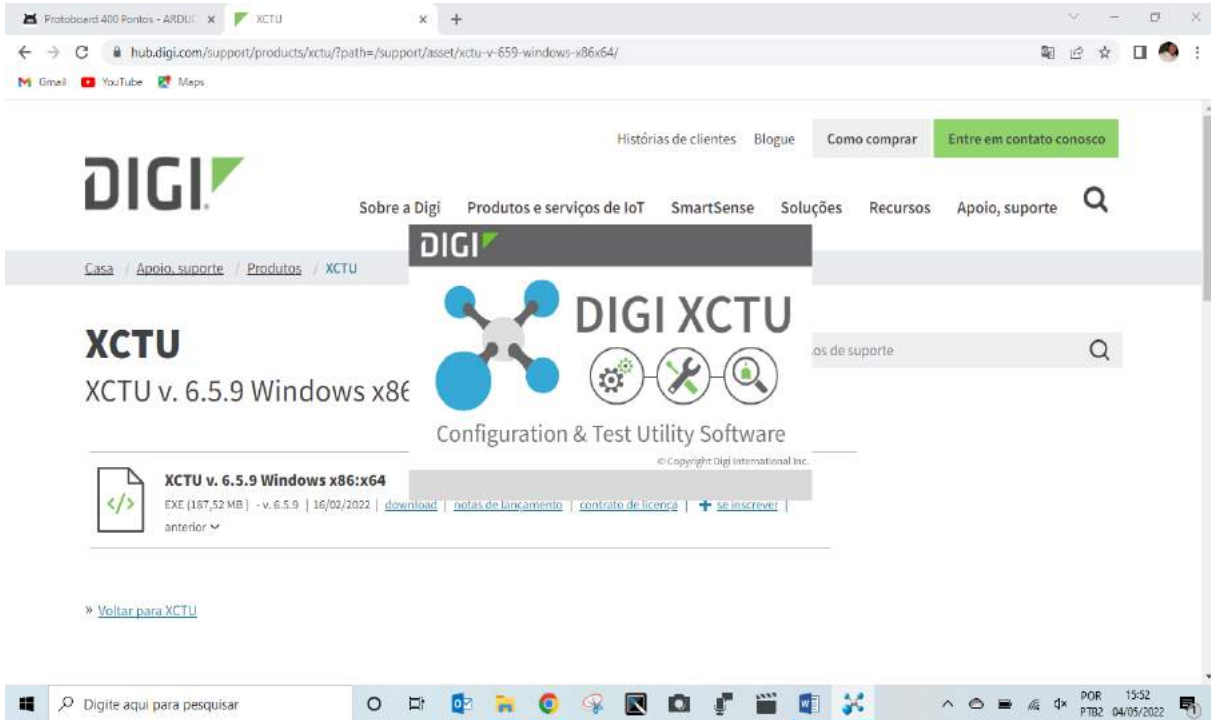 Protoboard 400 Pontos - ARDUC
XCTU
hub.digi.com/support/products/xctu/?path=/support/asset/xctu-v-659-windows-x86x64/
Gmail YouTube Maps
Histórias de clientes Blogue Como comprar Entre em contato conosco
DIGI
Sobre a Digi Produtos e serviços de IoT SmartSense Soluções Recursos Apoio, suporte
DIGI
Casa / Apoio, suporte / Produtos / XCTU
DIGI XCTU
XCTU
os de suporte
XCTU v. 6.5.9 Windows x86
Configuration & Test Utility Software
© Copyright Digi International Inc.
XCTU v. 6.5.9 Windows x86:x64
EXE (187,52 MB) - v. 6.5.9 | 16/02/2022 | download | notas de lançamento | contrato de licença | + se inscrever |
anterior
» Voltar para XCTU
Digite aqui para pesquisar
POR 15:52
PTB2 04/05/2022